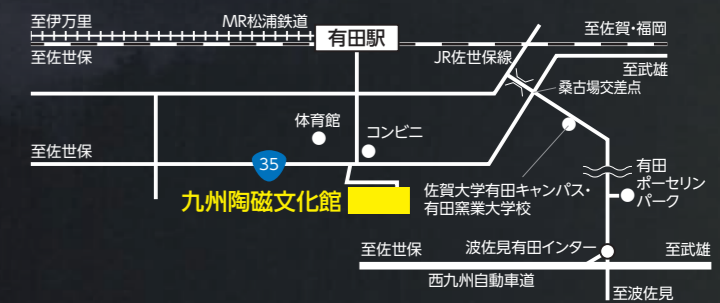 至伊万里
MR松浦鉄道
有田駅
至佐賀・福岡
至佐世保
JR佐世保線
至武雄
桑古場交差点
体育館
コンビニ
至佐世保
35
佐賀大学有田キャンパス・
有田窯業大学校
有田
ポーセリン
パーク
九州陶磁文化館
至佐世保
波佐見有田インター
至武雄
西九州自動車道
至波佐見